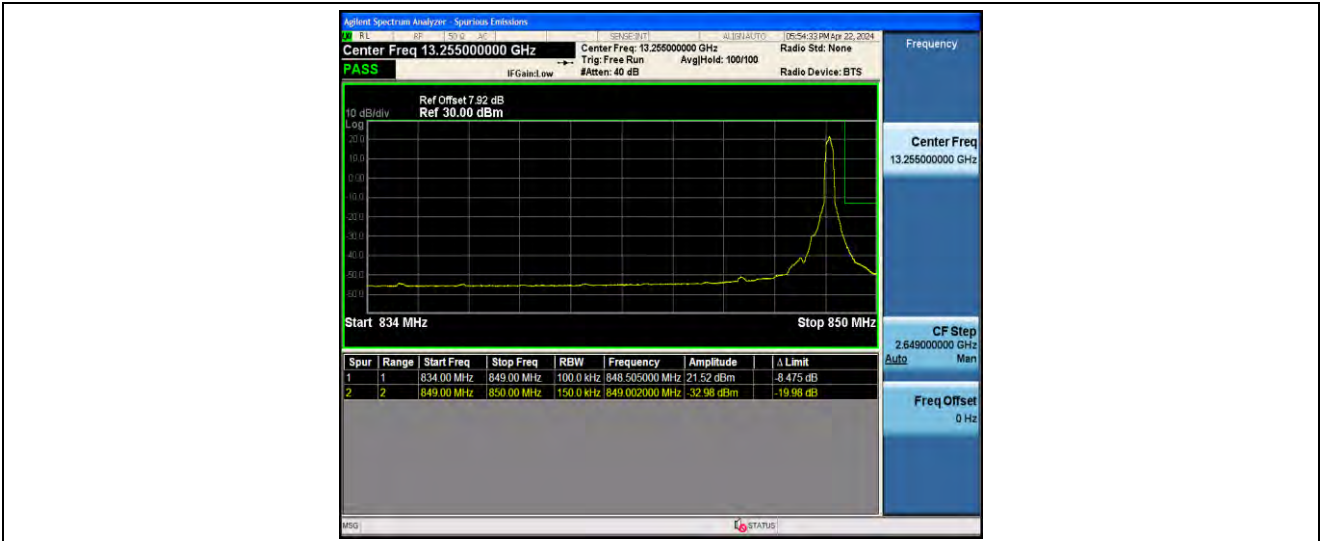 Agilent Spectrum Analyzer - Spurious Emissions
RL RF 50 Ω AC SENSE:INT ALIGN AUTO 05:54:33 PM Apr 22, 2024
Center Freq 13.255000000 GHz
Center Freq: 13.255000000 GHz
Radio Std: None
Trig: Free Run Avg|Hold: 100/100
PASS
IFGain:Low
#Atten: 40 dB
Radio Device: BTS
Ref Offset 7.92 dB
10 dB/div Ref 30.00 dBm
Log
20.0
10.0
0.00
-10.0
-20.0
-30.0
-40.0
-50.0
-60.0
Start 834 MHz Stop 850 MHz
Spur Range Start Freq Stop Freq RBW Frequency Amplitude Δ Limit
1 1 834.00 MHz 849.00 MHz 100.0 kHz 848.505000 MHz 21.52 dBm -8.475 dB
2 2 849.00 MHz 850.00 MHz 150.0 kHz 849.002000 MHz -32.98 dBm -19.98 dB
Frequency
Center Freq
13.255000000 GHz
CF Step
2.649000000 GHz
Auto Man
Freq Offset
0 Hz
MSG STATUS